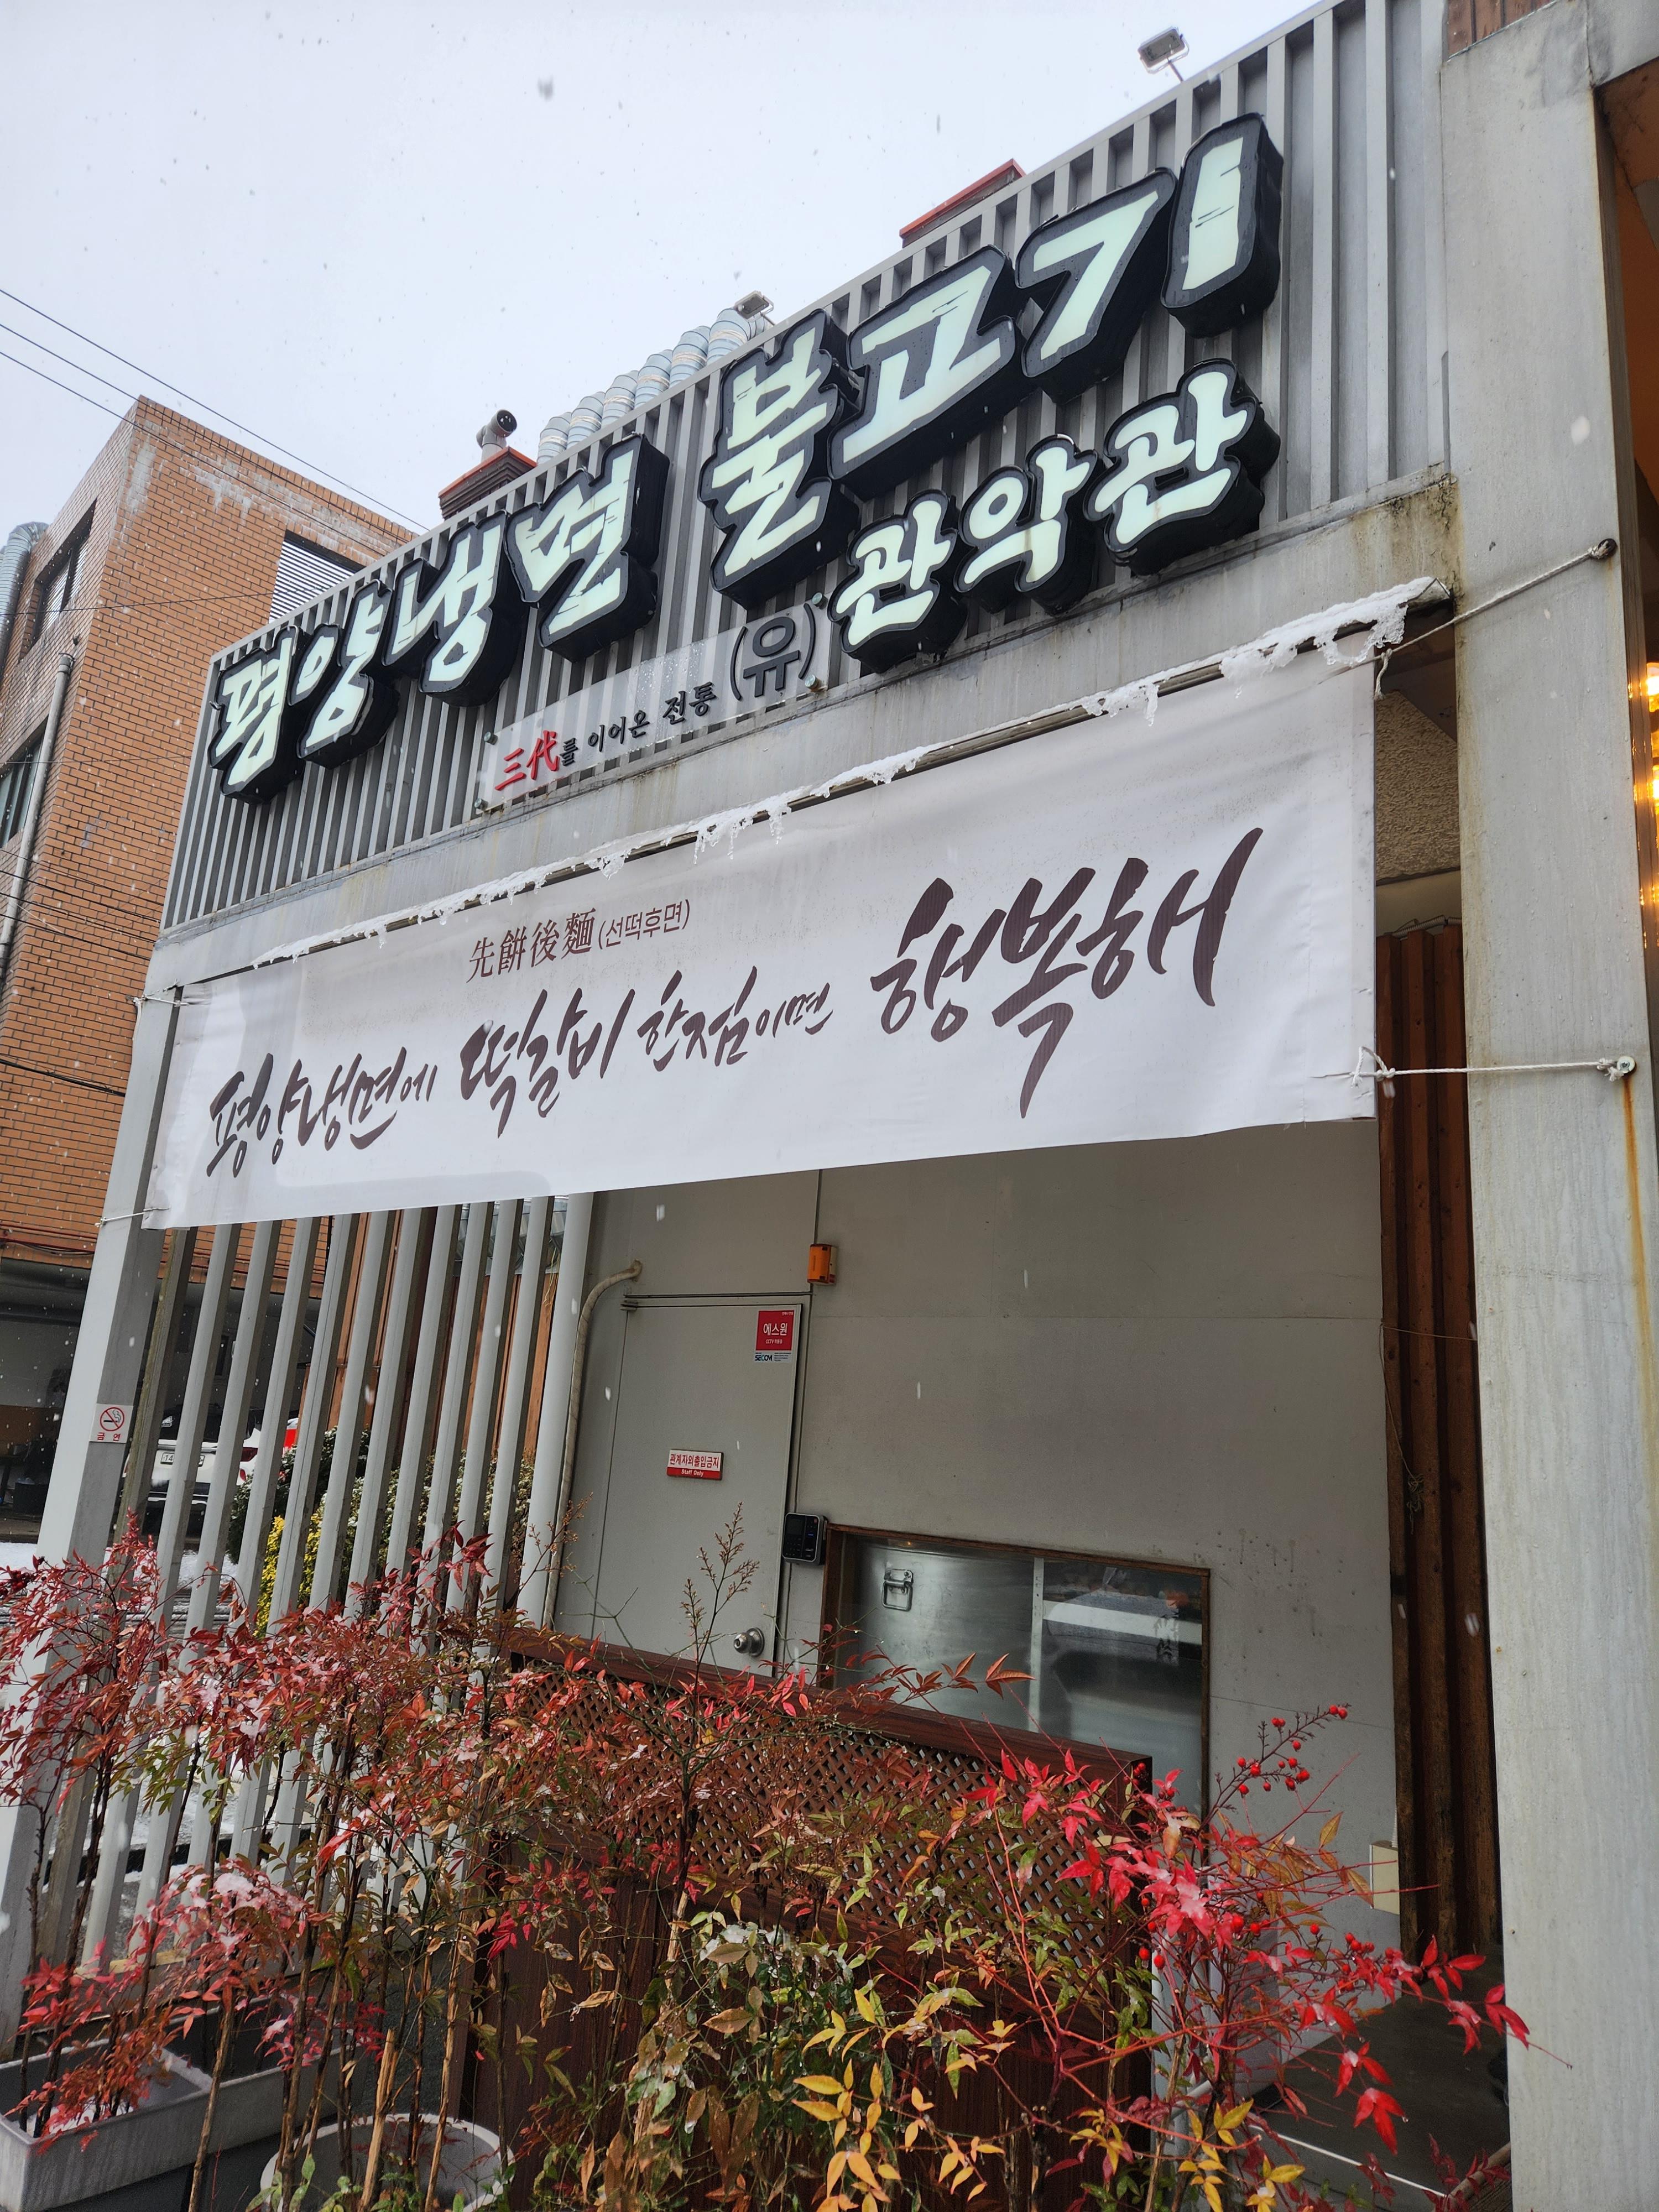 평양냉면 불고기
三代를 이어온 전통 (유)관악관
先餠後麵(선떡후면)
평양냉면에 떡갈비 한점이면 행복해
에스원
SECOM
금연
관계자외출입금지
Staff Only